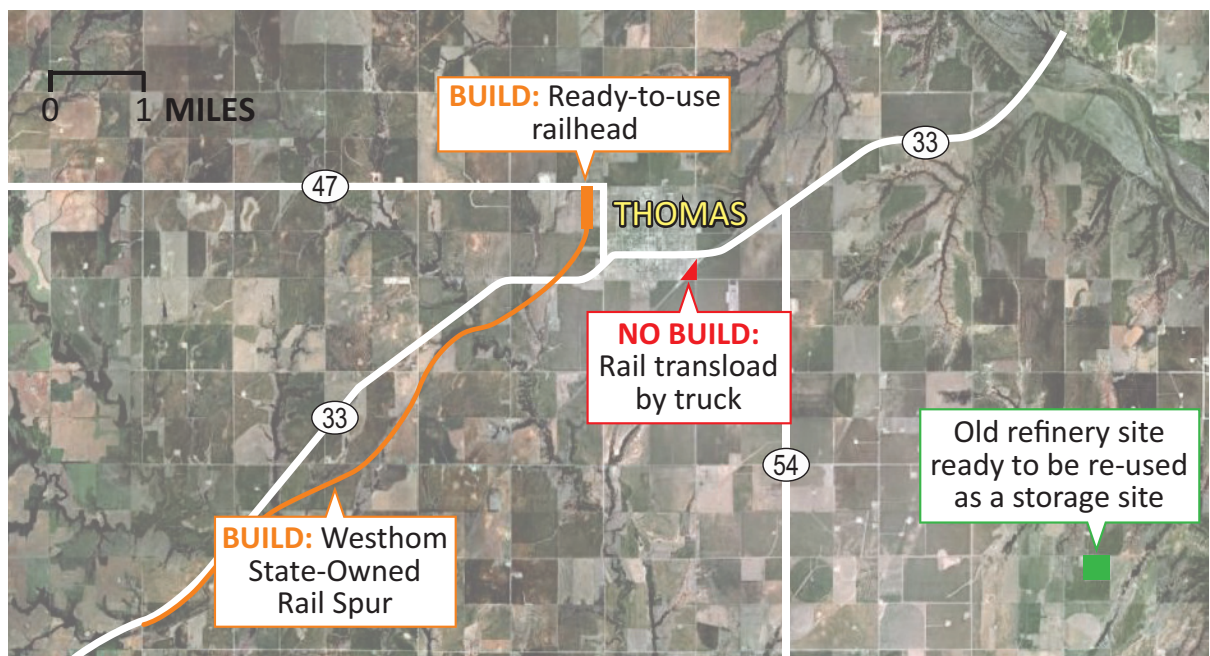 0 1 MILES
BUILD: Ready-to-use
railhead
33
47
THOMAS
NO BUILD:
Rail transload
by truck
33
54
Old refinery site
ready to be re-used
as a storage site
BUILD: Westhom
State-Owned
Rail Spur